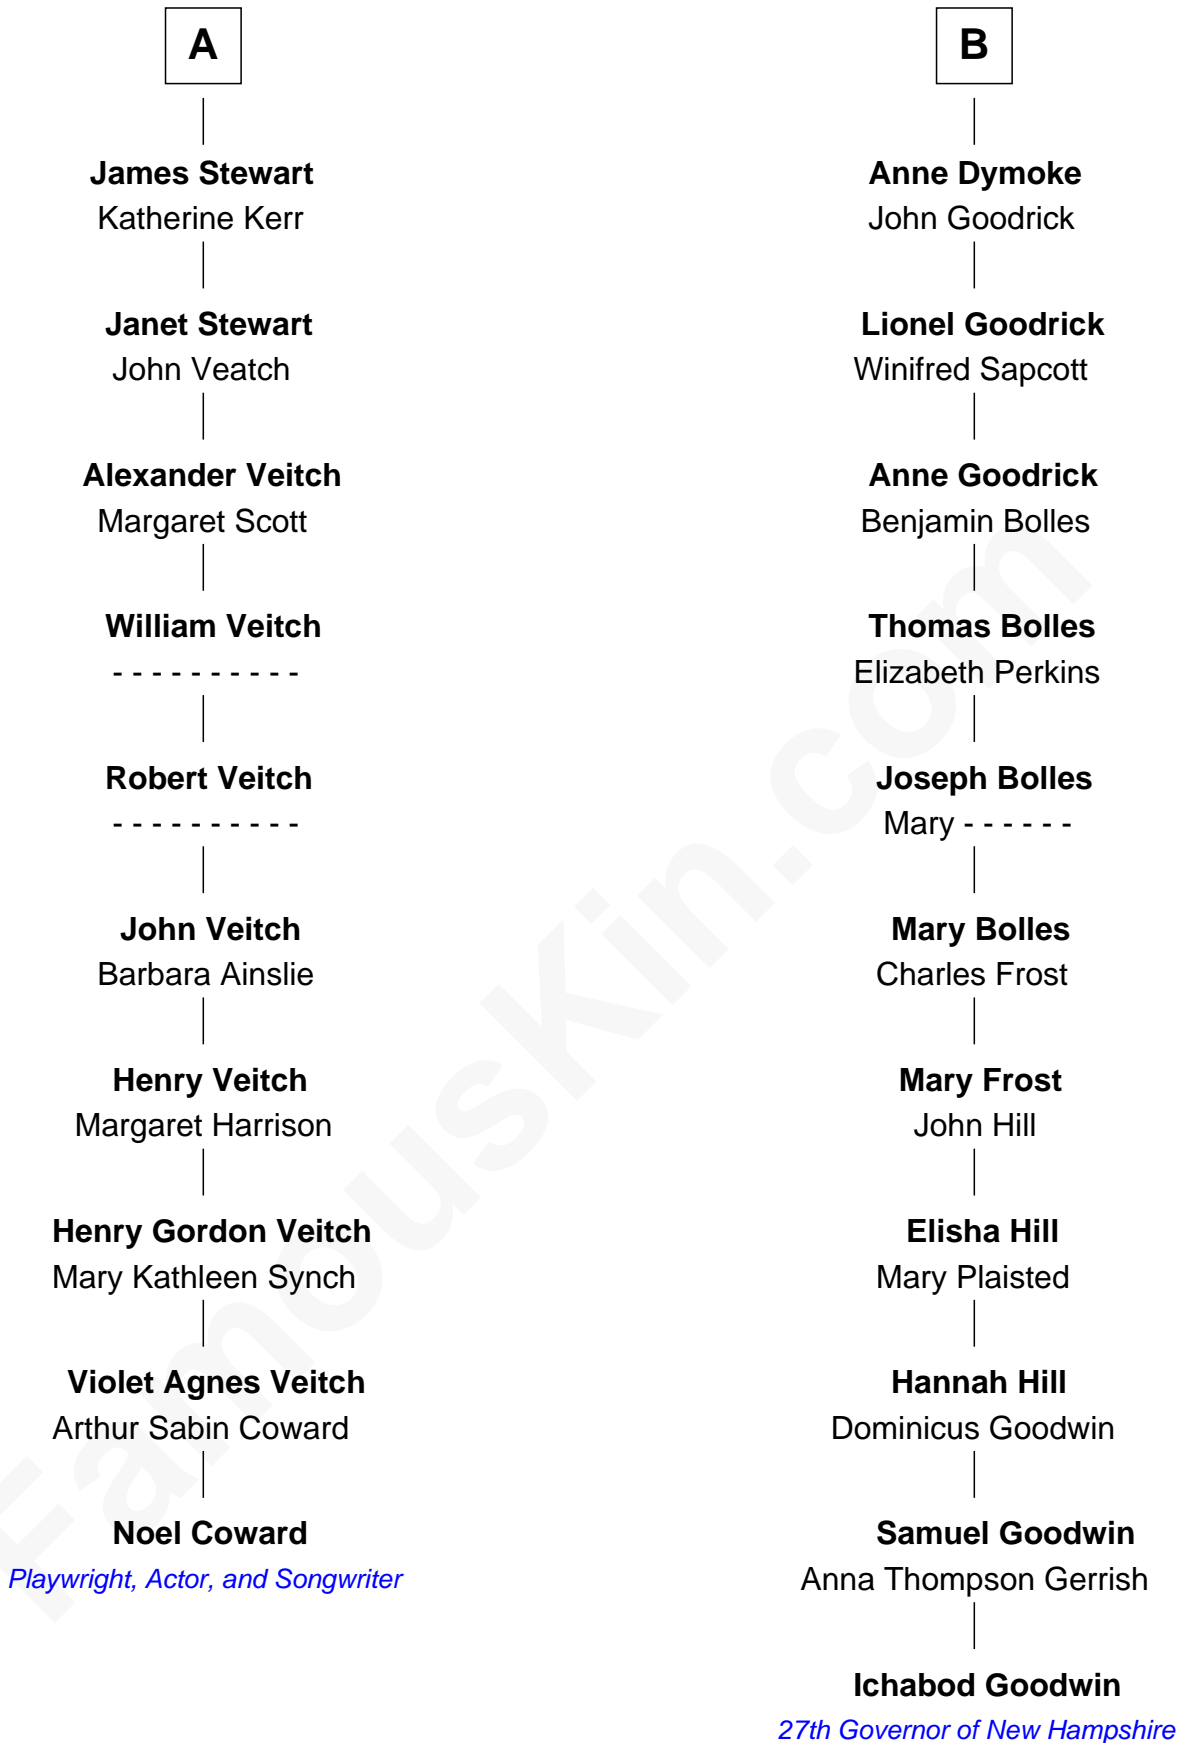 A
James Stewart
Katherine Kerr
Janet Stewart
John Veatch
Alexander Veitch
Margaret Scott
William Veitch
- - - - - - - - - -
Robert Veitch
- - - - - - - - - -
John Veitch
Barbara Ainslie
Henry Veitch
Margaret Harrison
Henry Gordon Veitch
Mary Kathleen Synch
Violet Agnes Veitch
Arthur Sabin Coward
Noel Coward
Playwright, Actor, and Songwriter
B
Anne Dymoke
John Goodrick
Lionel Goodrick
Winifred Sapcott
Anne Goodrick
Benjamin Bolles
Thomas Bolles
Elizabeth Perkins
Joseph Bolles
Mary - - - - - -
Mary Bolles
Charles Frost
Mary Frost
John Hill
Elisha Hill
Mary Plaisted
Hannah Hill
Dominicus Goodwin
Samuel Goodwin
Anna Thompson Gerrish
Ichabod Goodwin
27th Governor of New Hampshire
FamousKin.com